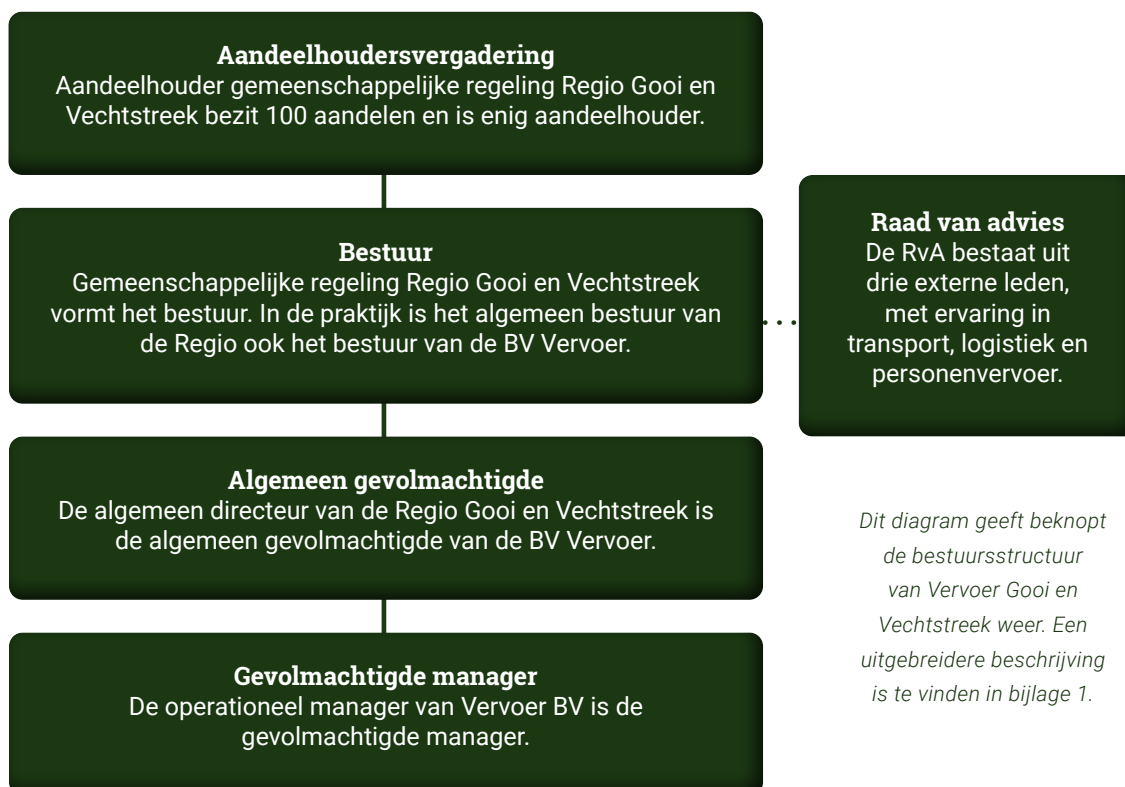 Aandeelhoudersvergadering
Aandeelhouder gemeenschappelijke regeling Regio Gooi en
Vechtstreek bezit 100 aandelen en is enig aandeelhouder.
Bestuur
Gemeenschappelijke regeling Regio Gooi en Vechtstreek
vormt het bestuur. In de praktijk is het algemeen bestuur van
de Regio ook het bestuur van de BV Vervoer.
Raad van advies
De RvA bestaat uit
drie externe leden,
met ervaring in
transport, logistiek en
personenvervoer.
Algemeen gevolmachtigde
De algemeen directeur van de Regio Gooi en Vechtstreek is
de algemeen gevolmachtigde van de BV Vervoer.
Gevolmachtigde manager
De operationeel manager van Vervoer BV is de
gevolmachtigde manager.
Dit diagram geeft beknopt
de bestuursstructuur
van Vervoer Gooi en
Vechtstreek weer. Een
uitgebreidere beschrijving
is te vinden in bijlage 1.